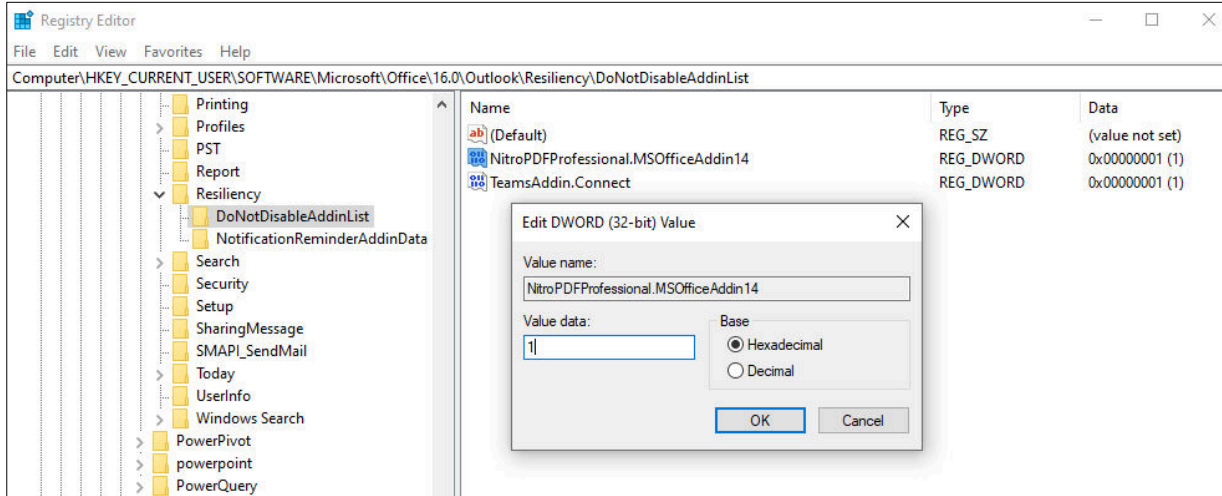 Registry Editor
File Edit View Favorites Help
Computer\HKEY_CURRENT_USER\SOFTWARE\Microsoft\Office\16.0\Outlook\Resiliency\DoNotDisableAddinList
Printing
Profiles
PST
Report
Resiliency
DoNotDisableAddinList
NotificationReminderAddinData
Search
Security
Setup
SharingMessage
SMAPI_SendMail
Today
UserInfo
Windows Search
PowerPivot
powerpoint
PowerQuery
Name Type Data
ab (Default) REG_SZ (value not set)
NitroPDFProfessional.MSOfficeAddin14 REG_DWORD 0x00000001 (1)
TeamsAddin.Connect REG_DWORD 0x00000001 (1)
Edit DWORD (32-bit) Value
Value name:
NitroPDFProfessional.MSOfficeAddin14
Value data:
1
Base
Hexadecimal
Decimal
OK Cancel